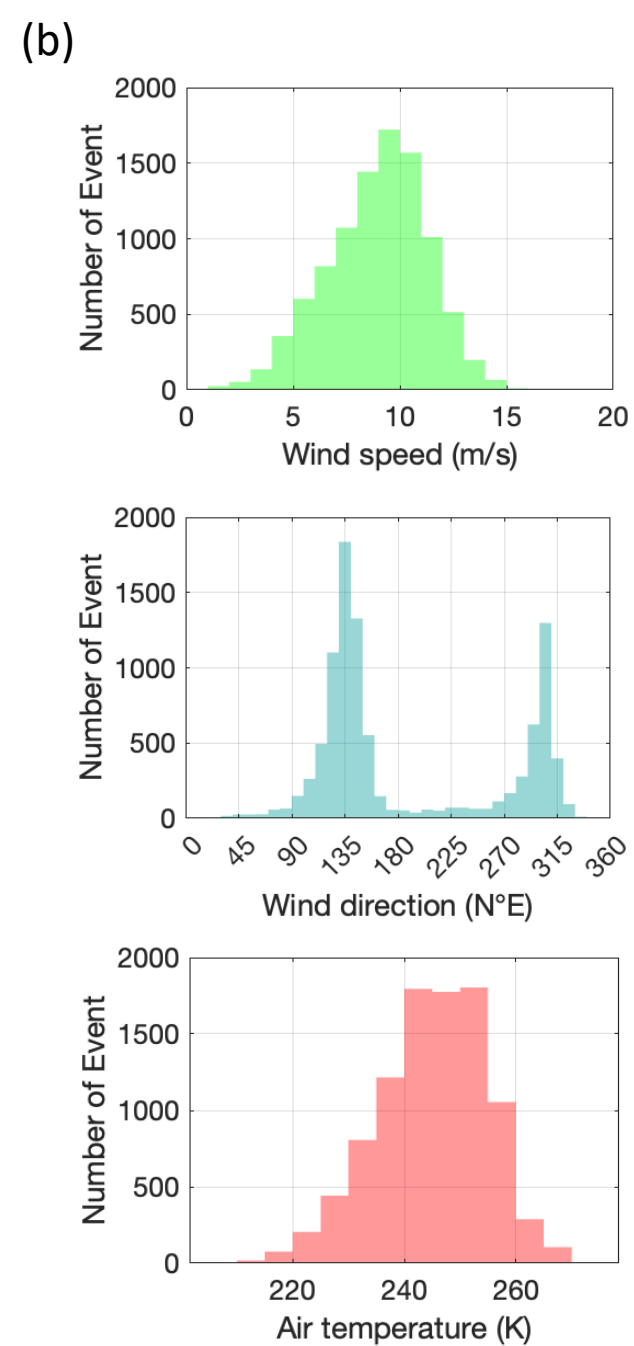 (b)
Number of Event
2000
1500
1000
500
0
0 5 10 15 20
Wind speed (m/s)
Number of Event
2000
1500
1000
500
0
0 45 90 135 180 225 270 315 360
Wind direction (N°E)
Number of Event
2000
1500
1000
500
0
220 240 260
Air temperature (K)